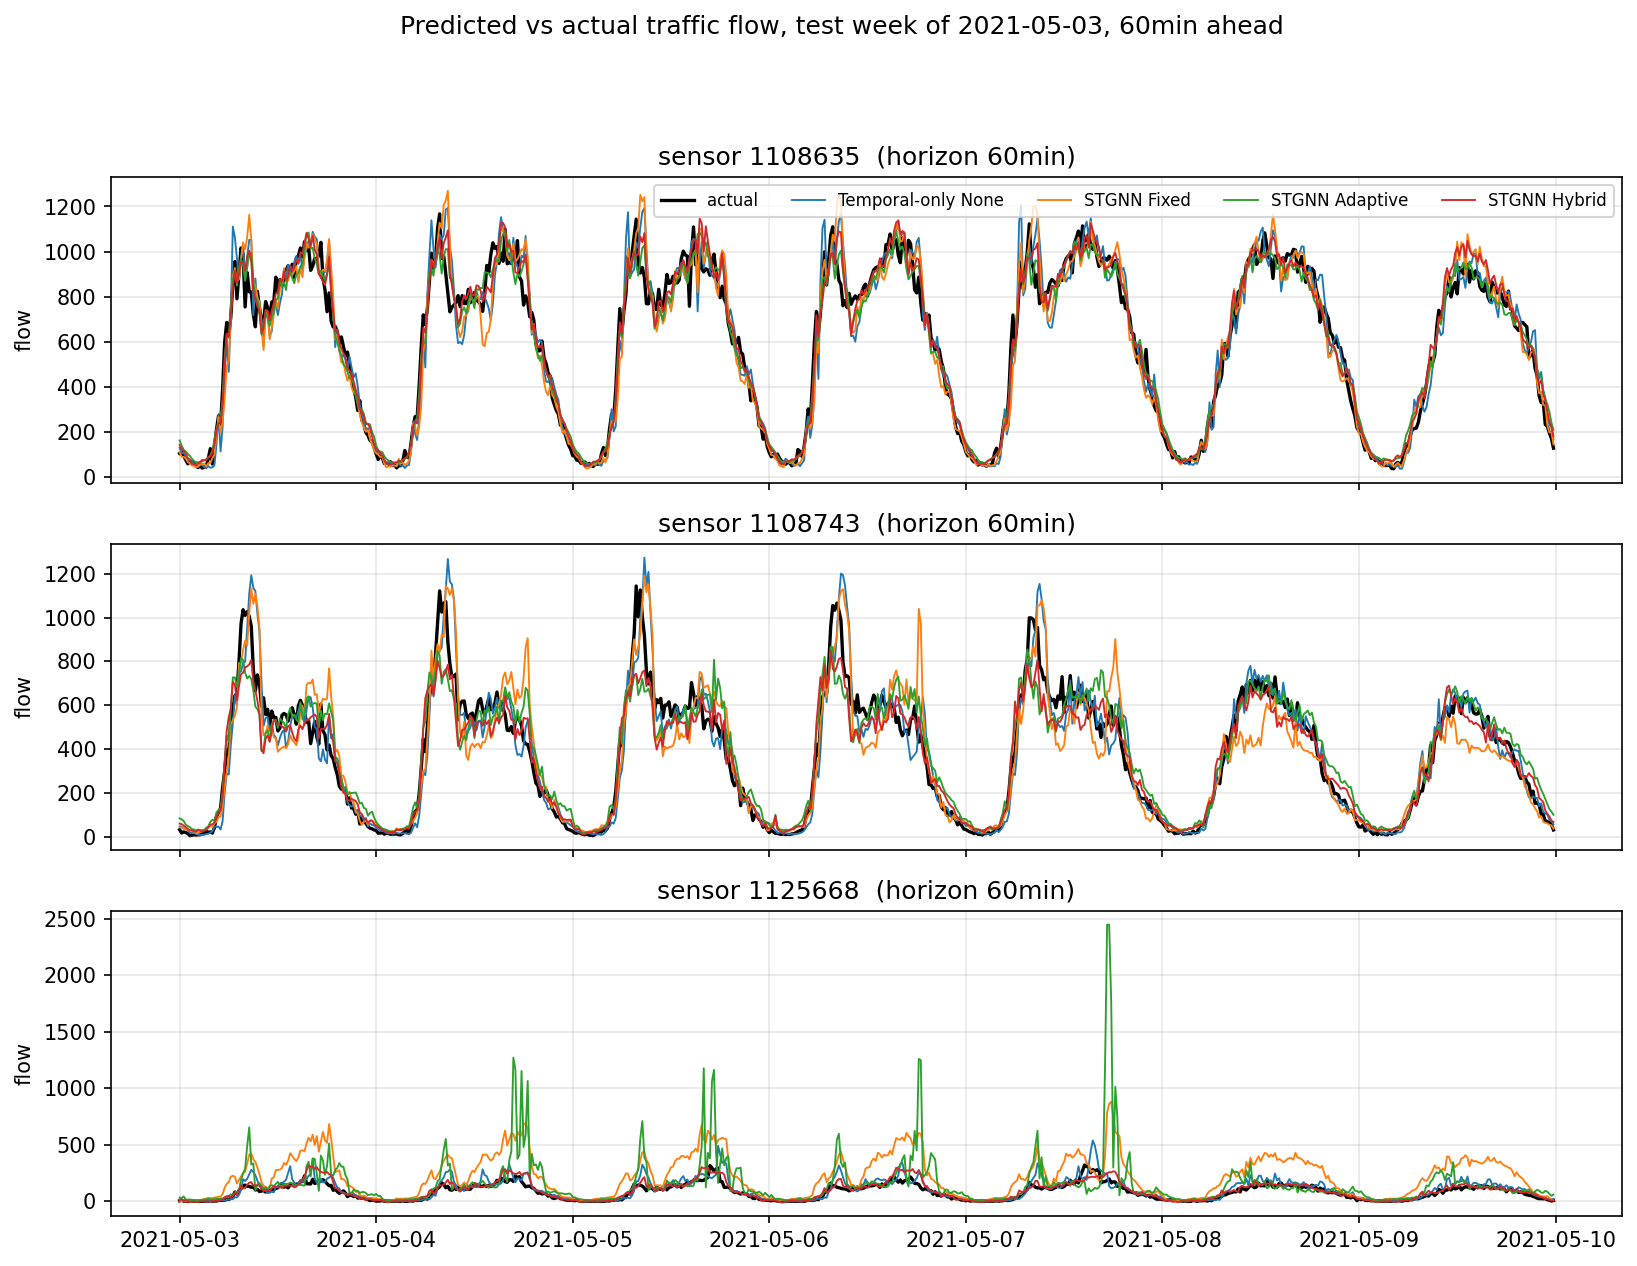 Predicted vs actual traffic flow, test week of 2021-05-03, 60min ahead
sensor 1108635  (horizon 60min)
actual Temporal-only None STGNN Fixed STGNN Adaptive STGNN Hybrid
1200
1000
800
600
400
200
0
flow
sensor 1108743  (horizon 60min)
1200
1000
800
600
400
200
0
flow
sensor 1125668  (horizon 60min)
2500
2000
1500
1000
500
0
flow
2021-05-03 2021-05-04 2021-05-05 2021-05-06 2021-05-07 2021-05-08 2021-05-09 2021-05-10